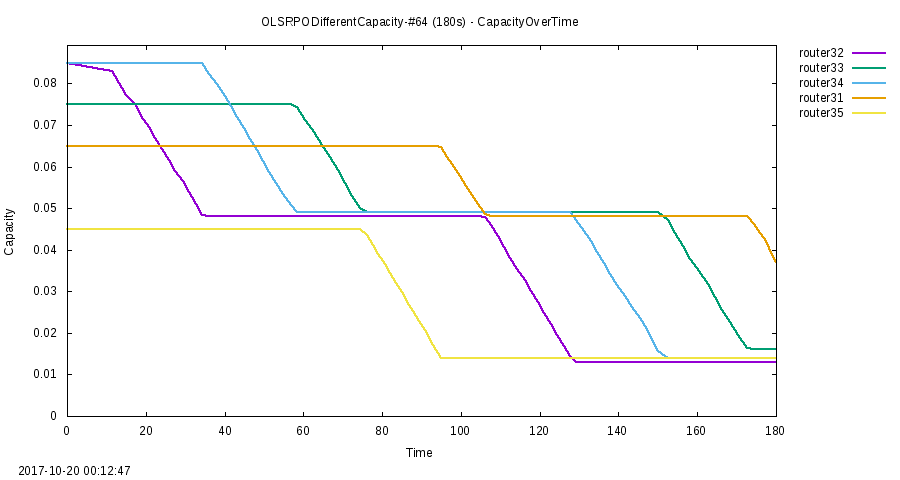 OLSRPODifferentCapacity-#64 (180s) - CapacityOverTime
router32
router33
router34
router31
router35
0.08
0.07
0.06
0.05
0.04
0.03
0.02
0.01
0
Capacity
0 20 40 60 80 100 120 140 160 180
Time
2017-10-20 00:12:47